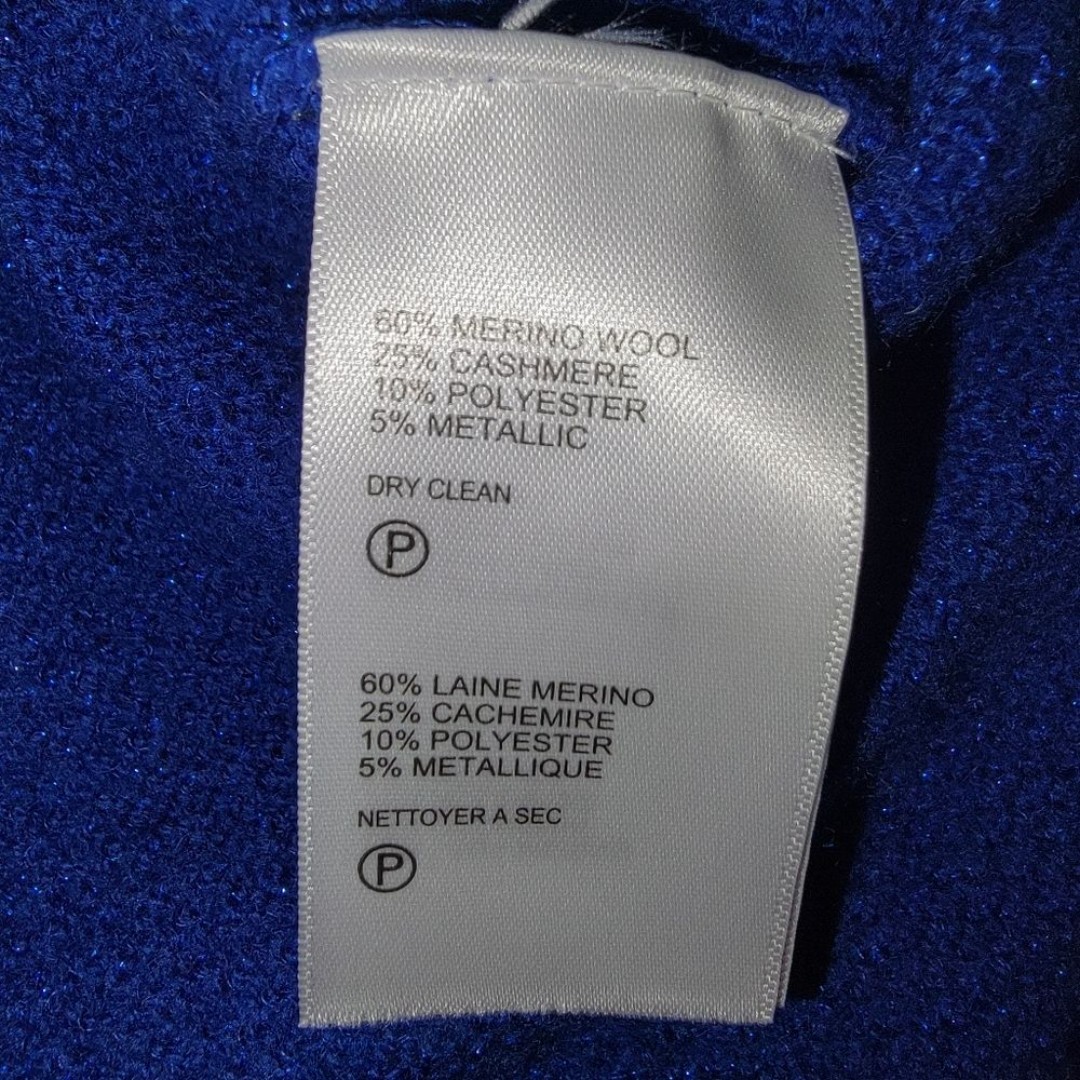 60% MERINO WOOL
25% CASHMERE
10% POLYESTER
5% METALLIC
DRY CLEAN
P
60% LAINE MERINO
25% CACHEMIRE
10% POLYESTER
5% METALLIQUE
NETTOYER A SEC
P